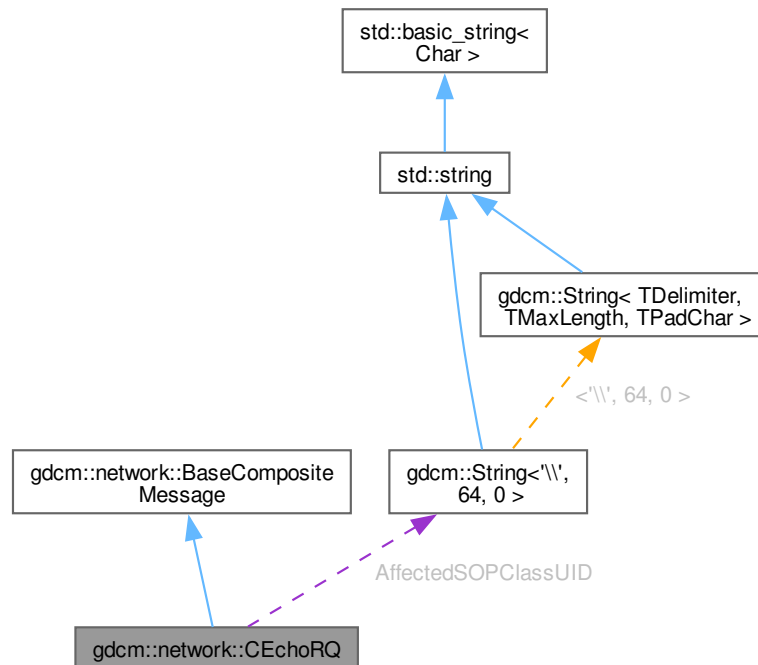 std::basic_string<
Char >
std::string
gdcm::String< TDelimiter,
TMaxLength, TPadChar >
<'\\', 64, 0 >
gdcm::network::BaseComposite
Message
gdcm::String<'\\',
64, 0 >
AffectedSOPClassUID
gdcm::network::CEchoRQ